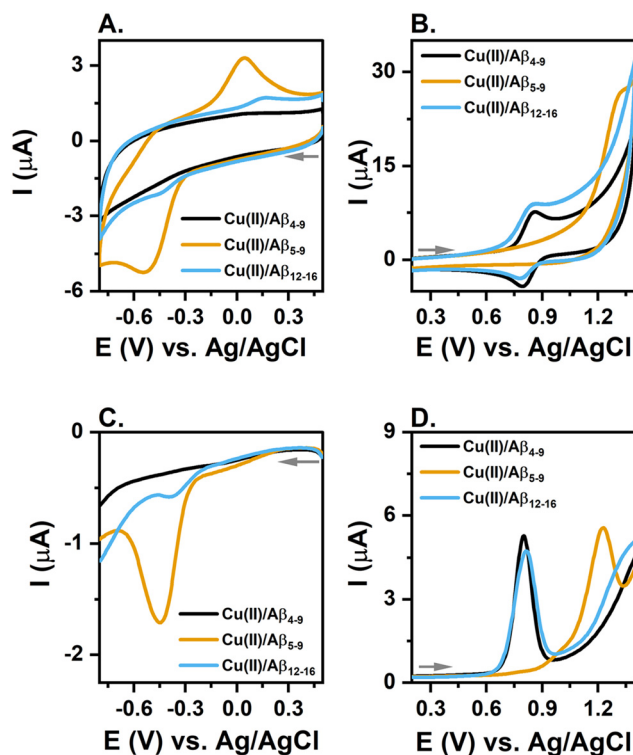 A.
3
0
-3
-6
I (μA)
Cu(II)/Aβ4-9
Cu(II)/Aβ5-9
Cu(II)/Aβ12-16
-0.6 -0.3 0.0 0.3
E (V) vs. Ag/AgCl
B.
30
15
0
I (μA)
Cu(II)/Aβ4-9
Cu(II)/Aβ5-9
Cu(II)/Aβ12-16
0.3 0.6 0.9 1.2
E (V) vs. Ag/AgCl
C.
0
-1
-2
I (μA)
Cu(II)/Aβ4-9
Cu(II)/Aβ5-9
Cu(II)/Aβ12-16
-0.6 -0.3 0.0 0.3
E (V) vs. Ag/AgCl
D.
9
6
3
0
I (μA)
Cu(II)/Aβ4-9
Cu(II)/Aβ5-9
Cu(II)/Aβ12-16
0.3 0.6 0.9 1.2
E (V) vs. Ag/AgCl